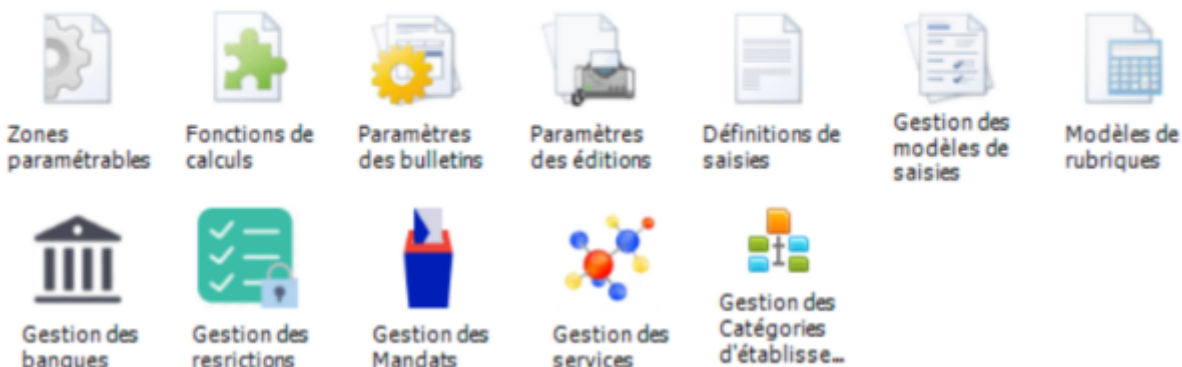 Zones
paramétrables
Fonctions de
calculs
Paramètres
des bulletins
Paramètres
des éditions
Définitions de
saisies
Gestion des
modèles de
saisies
Modèles de
rubriques
Gestion des
banques
Gestion des
resrictions
Gestion des
Mandats
Gestion des
services
Gestion des
Catégories
d'établisse...